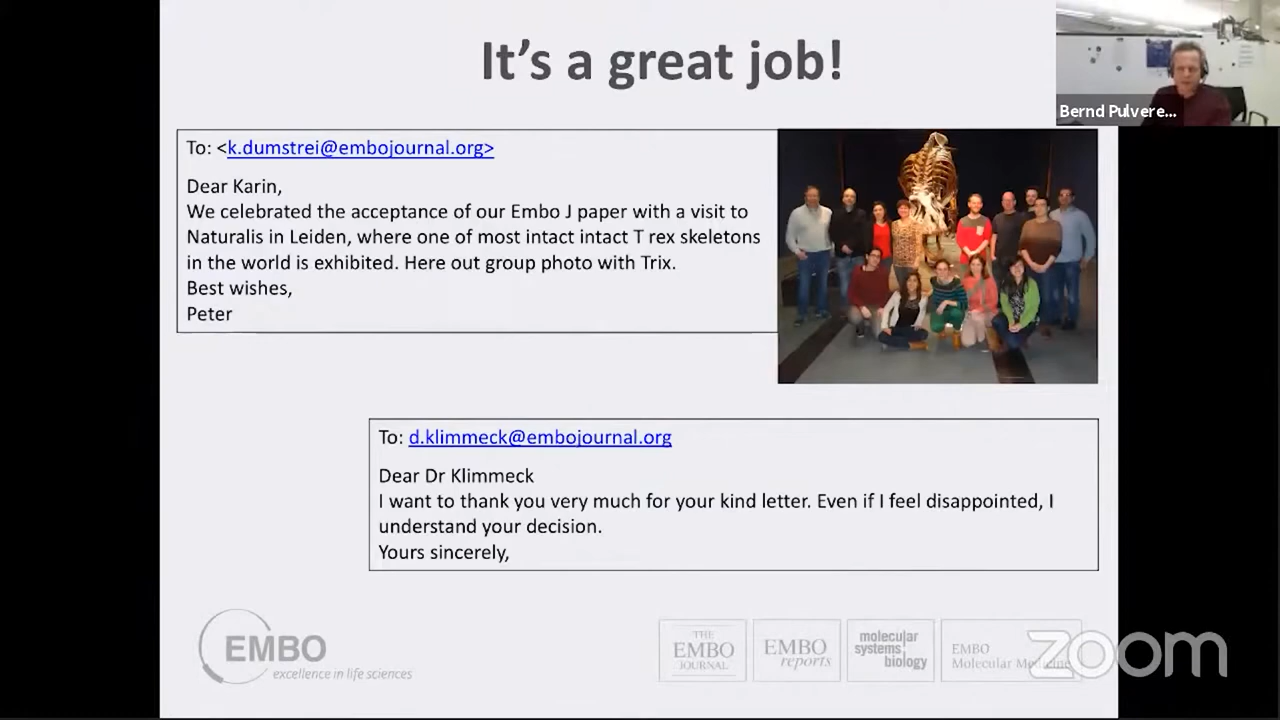 It's a great job!
Bernd Pulvere...
To: <k.dumstrei@embojournal.org>
Dear Karin,
We celebrated the acceptance of our Embo J paper with a visit to
Naturalis in Leiden, where one of most intact intact T rex skeletons
in the world is exhibited. Here out group photo with Trix.
Best wishes,
Peter
To: d.klimmeck@embojournal.org
Dear Dr Klimmeck
I want to thank you very much for your kind letter. Even if I feel disappointed, I
understand your decision.
Yours sincerely,
EMBO
excellence in life sciences
THE
EMBO
JOURNAL
EMBO
reports
molecular
systems
biology
EMBO
Molecular Medicine
zoom